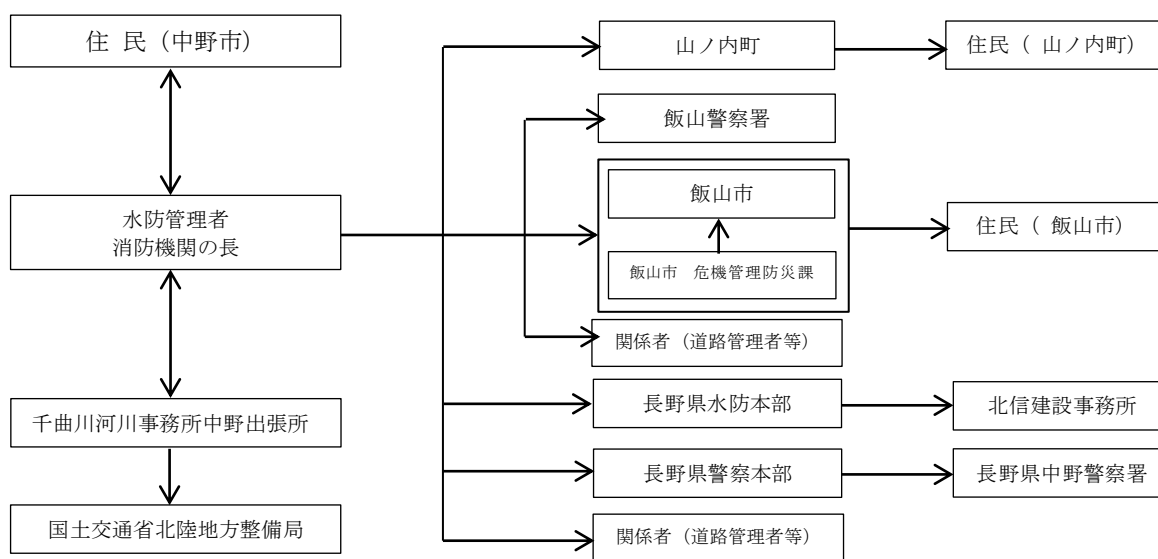 住 民（中野市）
水防管理者
消防機関の長
千曲川河川事務所中野出張所
国土交通省北陸地方整備局
山ノ内町
住民（ 山ノ内町）
飯山警察署
飯山市
飯山市　危機管理防災課
住民（ 飯山市）
関係者（道路管理者等）
長野県水防本部
北信建設事務所
長野県警察本部
長野県中野警察署
関係者（道路管理者等）